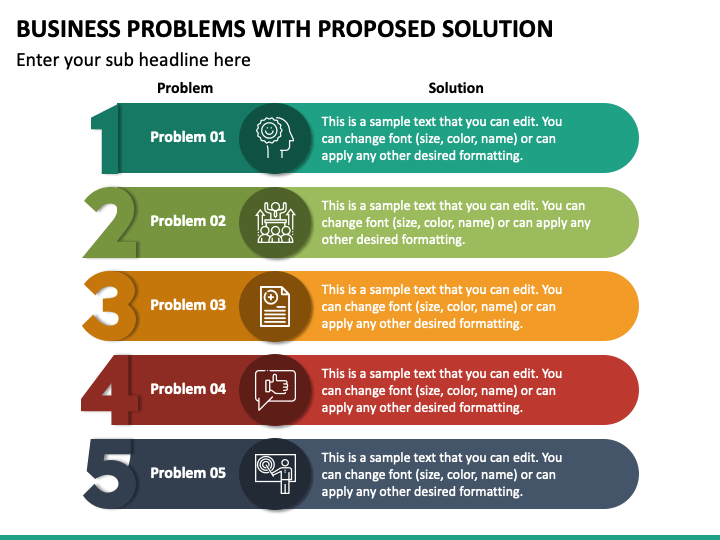 BUSINESS PROBLEMS WITH PROPOSED SOLUTION
Enter your sub headline here
Problem
Solution
1
Problem 01
This is a sample text that you can edit. You
can change font (size, color, name) or can
apply any other desired formatting.
2
Problem 02
This is a sample text that you can edit. You can
change font (size, color, name) or can apply any
other desired formatting.
3
Problem 03
This is a sample text that you can edit. You
can change font (size, color, name) or can
apply any other desired formatting.
4
Problem 04
This is a sample text that you can edit. You
can change font (size, color, name) or can
apply any other desired formatting.
5
Problem 05
This is a sample text that you can edit. You
can change font (size, color, name) or can
apply any other desired formatting.